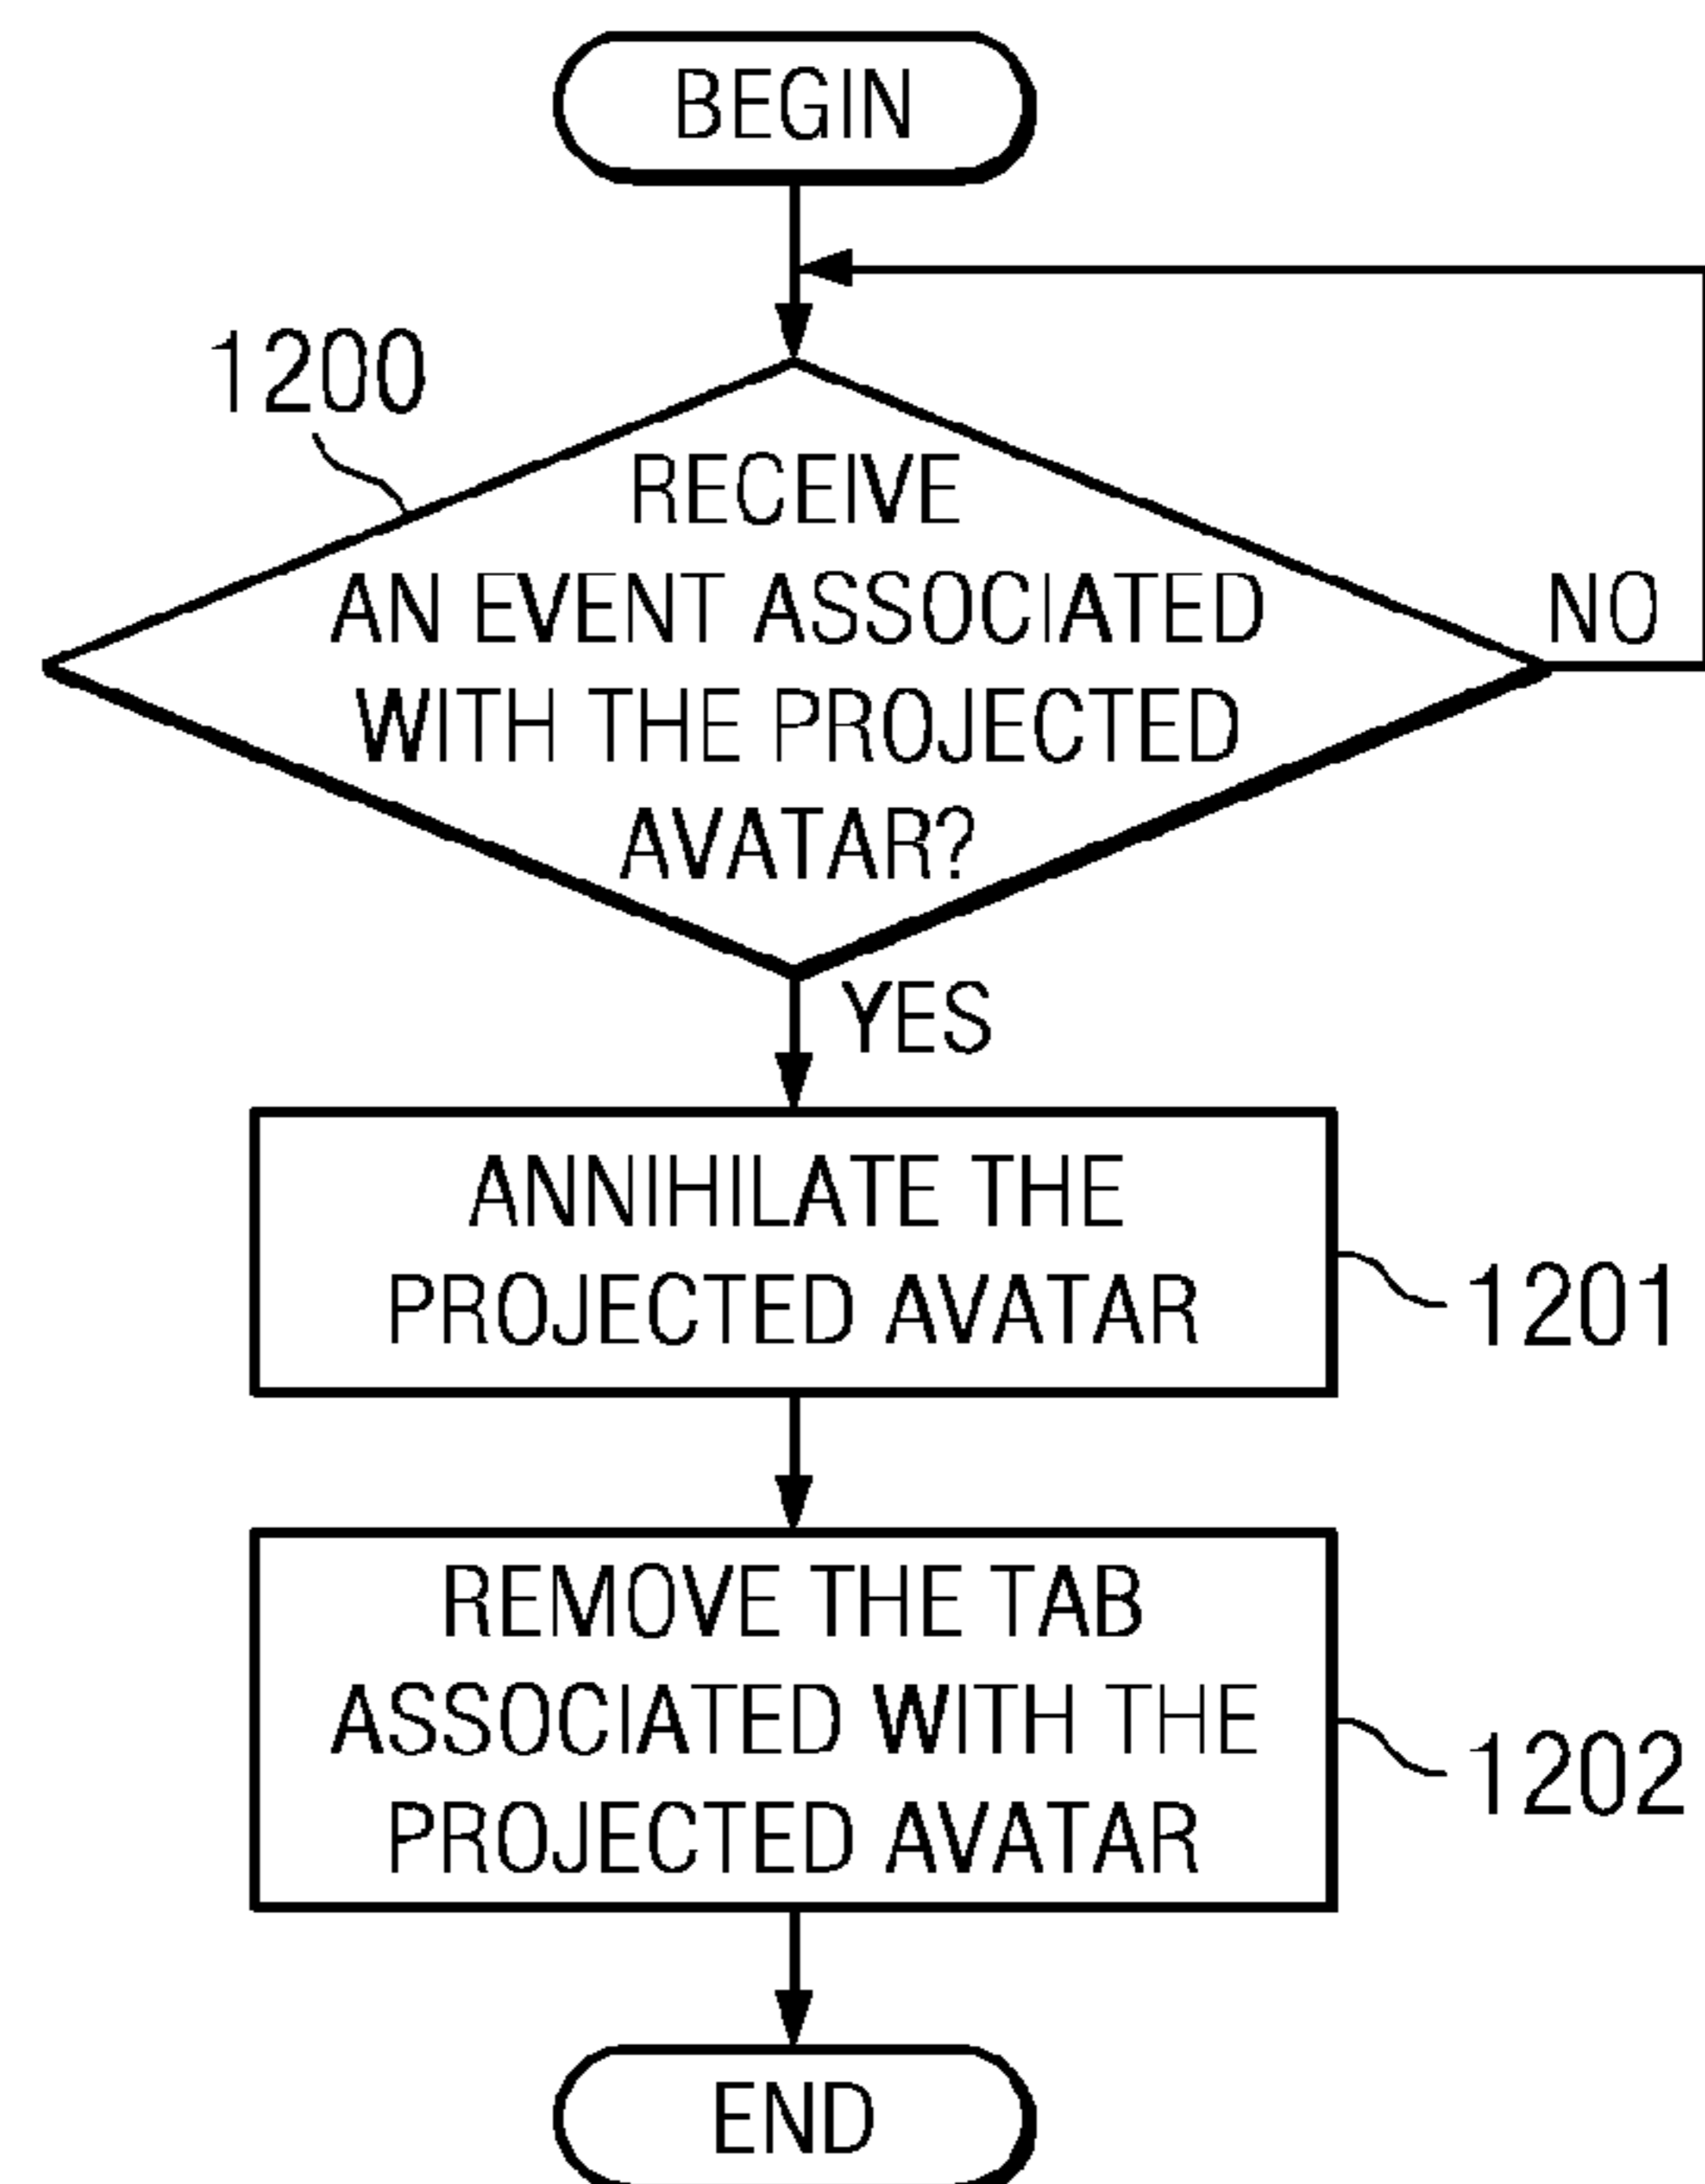 BEGIN
1200
RECEIVE
AN EVENT ASSOCIATED
WITH THE PROJECTED
AVATAR?
NO
YES
ANNIHILATE THE
PROJECTED AVATAR
1201
REMOVE THE TAB
ASSOCIATED WITH THE
PROJECTED AVATAR
1202
END